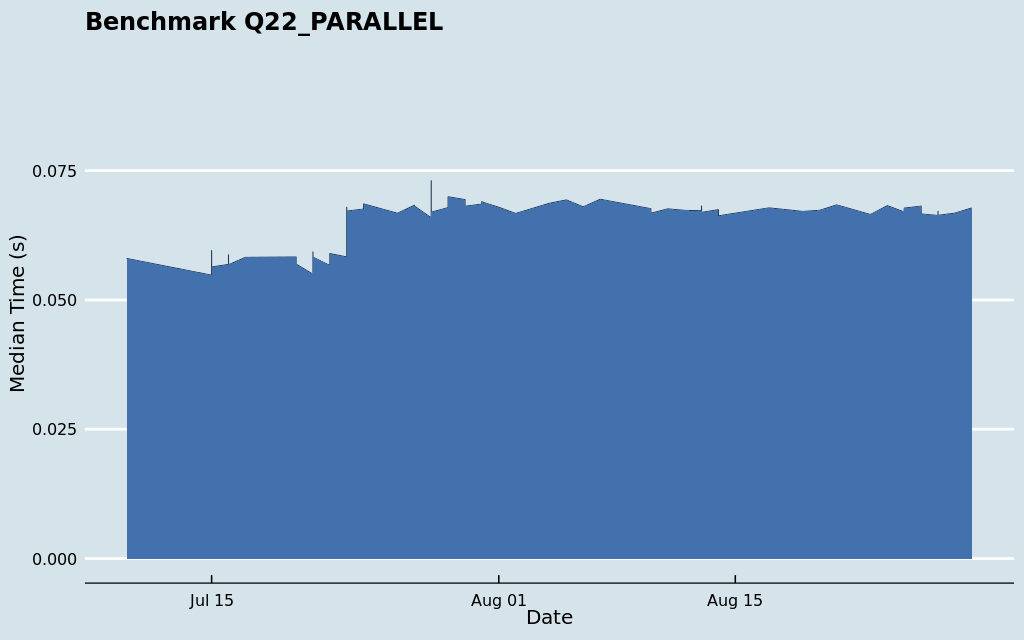 Benchmark Q22_PARALLEL
0.075
0.050
0.025
0.000
Median Time (s)
Jul 15
Aug 01
Aug 15
Date